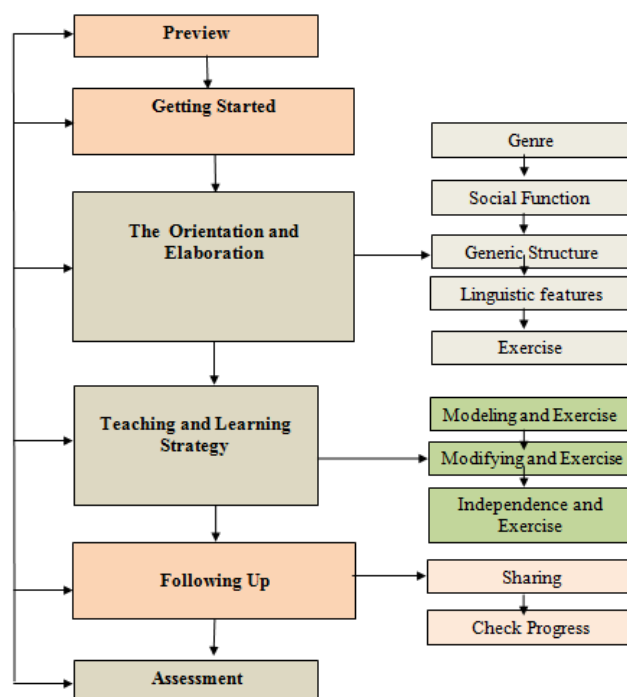 Preview
Getting Started
The Orientation and
Elaboration
Genre
Social Function
Generic Structure
Linguistic features
Exercise
Teaching and Learning
Strategy
Modeling and Exercise
Modifying and Exercise
Independence and
Exercise
Following Up
Sharing
Check Progress
Assessment